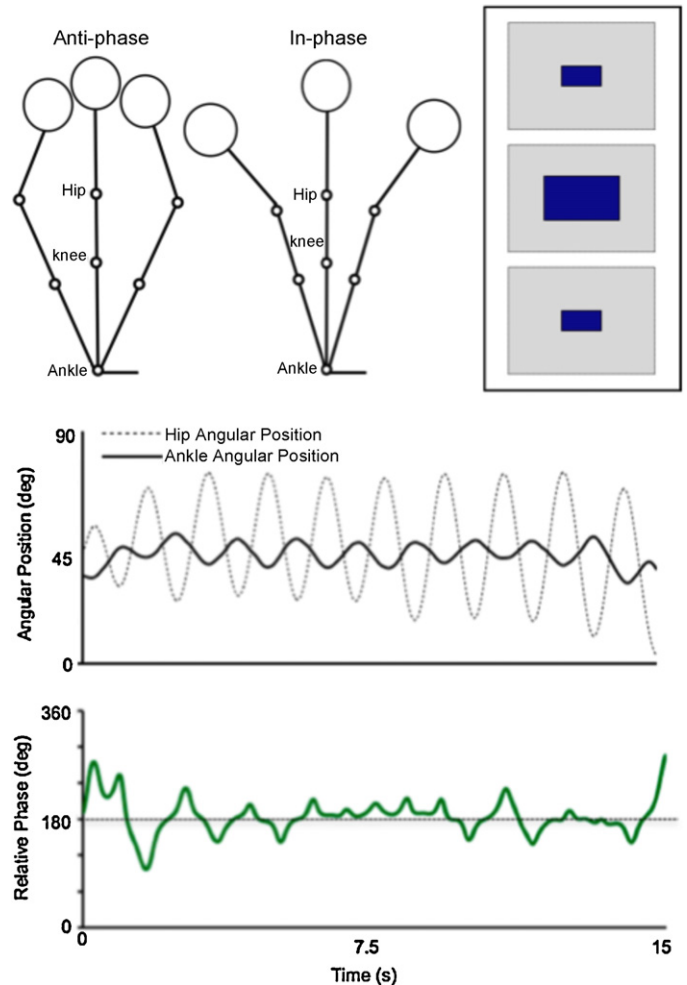 Anti-phase
In-phase
Hip
knee
Ankle
Hip
knee
Ankle
90
Hip Angular Position
Ankle Angular Position
45
0
Angular Position (deg)
360
180
0
Relative Phase (deg)
0
7.5
15
Time (s)